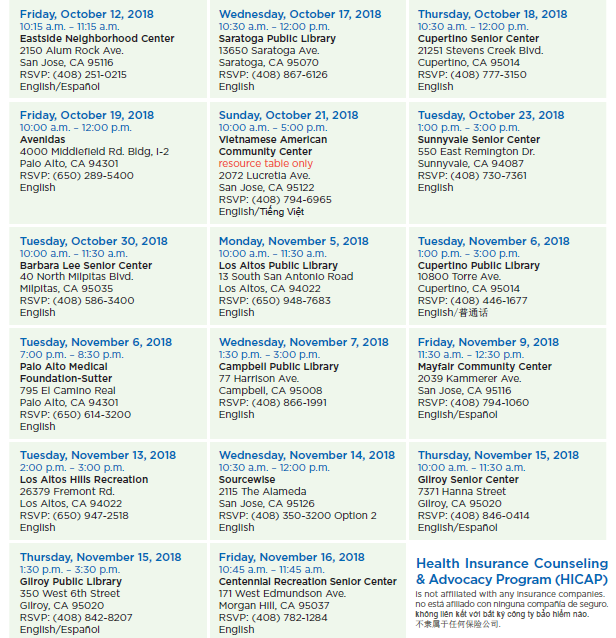 Friday, October 12, 2018
10:15 a.m. – 11:15 a.m.
Eastside Neighborhood Center
2150 Alum Rock Ave.
San Jose, CA 95116
RSVP: (408) 251-0215
English/Español
Wednesday, October 17, 2018
10:30 a.m. – 12:00 p.m.
Saratoga Public Library
13650 Saratoga Ave.
Saratoga, CA 95070
RSVP: (408) 867-6126
English
Thursday, October 18, 2018
10:30 a.m. – 12:00 p.m.
Cupertino Senior Center
21251 Stevens Creek Blvd.
Cupertino, CA 95014
RSVP: (408) 777-3150
English
Friday, October 19, 2018
10:00 a.m. – 12:00 p.m.
Avenidas
4000 Middlefield Rd. Bldg, I-2
Palo Alto, CA 94301
RSVP: (650) 289-5400
English
Sunday, October 21, 2018
10:00 a.m. – 5:00 p.m.
Vietnamese American
Community Center
resource table only
2072 Lucretia Ave.
San Jose, CA 95122
RSVP: (408) 794-6965
English/Tiếng Việt
Tuesday, October 23, 2018
1:00 p.m. – 3:00 p.m.
Sunnyvale Senior Center
550 East Remington Dr.
Sunnyvale, CA 94087
RSVP: (408) 730-7361
English
Tuesday, October 30, 2018
10:00 a.m. – 11:30 a.m.
Barbara Lee Senior Center
40 North Milpitas Blvd.
Milpitas, CA 95035
RSVP: (408) 586-3400
English
Monday, November 5, 2018
10:00 a.m. – 11:30 a.m.
Los Altos Public Library
13 South San Antonio Road
Los Altos, CA 94022
RSVP: (650) 948-7683
English
Tuesday, November 6, 2018
1:00 p.m. – 3:00 p.m.
Cupertino Public Library
10800 Torre Ave.
Cupertino, CA 95014
RSVP: (408) 446-1677
English/普通话
Tuesday, November 6, 2018
7:00 p.m. – 8:30 p.m.
Palo Alto Medical
Foundation-Sutter
795 El Camino Real
Palo Alto, CA 94301
RSVP: (650) 614-3200
English
Wednesday, November 7, 2018
1:30 p.m. – 3:00 p.m.
Campbell Public Library
77 Harrison Ave.
Campbell, CA 95008
RSVP: (408) 866-1991
English
Friday, November 9, 2018
11:30 a.m. – 12:30 p.m.
Mayfair Community Center
2039 Kammerer Ave.
San Jose, CA 95116
RSVP: (408) 794-1060
English/Español
Tuesday, November 13, 2018
2:00 p.m. – 3:00 p.m.
Los Altos Hills Recreation
26379 Fremont Rd.
Los Altos, CA 94022
RSVP: (650) 947-2518
English
Wednesday, November 14, 2018
10:30 a.m. – 12:00 p.m.
Sourcewise
2115 The Alameda
San Jose, CA 95126
RSVP: (408) 350-3200 Option 2
English
Thursday, November 15, 2018
10:00 a.m. – 11:30 a.m.
Gilroy Senior Center
7371 Hanna Street
Gilroy, CA 95020
RSVP: (408) 846-0414
English/Español
Thursday, November 15, 2018
1:30 p.m. – 3:30 p.m.
Gilroy Public Library
350 West 6th Street
Gilroy, CA 95020
RSVP: (408) 842-8207
English/Español
Friday, November 16, 2018
10:45 a.m. – 11:45 a.m.
Centennial Recreation Senior Center
171 West Edmundson Ave.
Morgan Hill, CA 95037
RSVP: (408) 782-1284
English
Health Insurance Counseling
& Advocacy Program (HICAP)
is not affiliated with any insurance companies.
no está afiliado con ninguna compañía de seguro.
không liên kết với bất kỳ công ty bảo hiểm nào.
不隶属于任何保险公司.